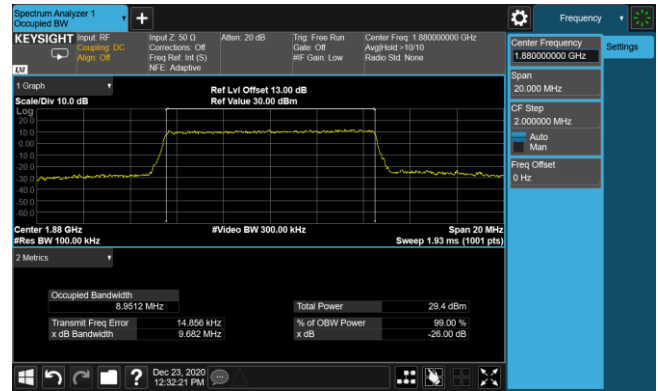 Spectrum Analyzer 1
Occupied BW
Frequency
KEYSIGHT
Input: RF
Coupling: DC
Align: Off
Input Z: 50 Ω
Corrections: Off
Freq Ref: Int (S)
NFE: Adaptive
Atten: 20 dB
Trig: Free Run
Gate: Off
#IF Gain: Low
Center Freq: 1.880000000 GHz
Avg|Hold:>10/10
Radio Std: None
LXI
Center Frequency
1.880000000 GHz
Settings
Span
20.000 MHz
CF Step
2.000000 MHz
Auto
Man
Freq Offset
0 Hz
1 Graph
Scale/Div 10.0 dB
Ref Lvl Offset 13.00 dB
Ref Value 30.00 dBm
Log
20.0
10.0
0.00
-10.0
-20.0
-30.0
-40.0
-50.0
-60.0
Center 1.88 GHz
#Video BW 300.00 kHz
Span 20 MHz
#Res BW 100.00 kHz
Sweep 1.93 ms (1001 pts)
2 Metrics
Occupied Bandwidth
8.9512 MHz
Total Power
29.4 dBm
Transmit Freq Error
14.856 kHz
% of OBW Power
99.00 %
x dB Bandwidth
9.682 MHz
x dB
-26.00 dB
?
Dec 23, 2020
12:32:21 PM